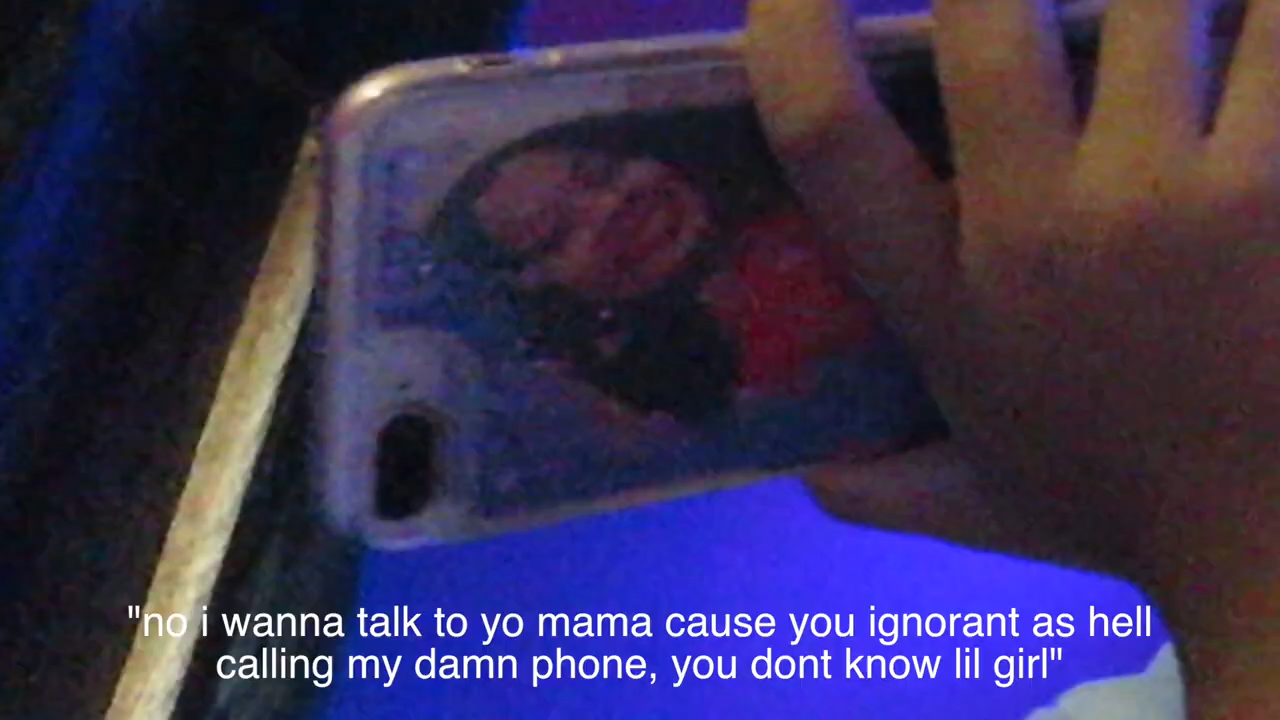 "no i wanna talk to yo mama cause you ignorant as hell
calling my damn phone, you dont know lil girl"